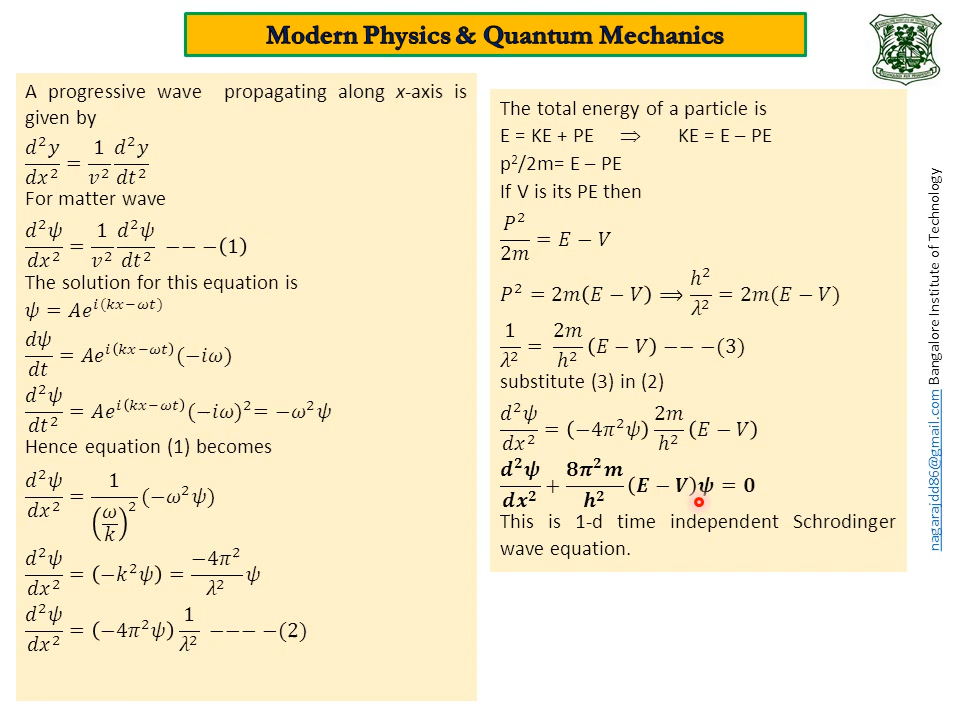 Modern Physics & Quantum Mechanics
A progressive wave propagating along x-axis is
given by
d²y/dx² = 1/v² d²y/dt²
For matter wave
d²ψ/dx² = 1/v² d²ψ/dt² −− −(1)
The solution for this equation is
ψ = Ae^{i(kx−ωt)}
dψ/dt = Ae^{i(kx−ωt)}(−iω)
d²ψ/dt² = Ae^{i(kx−ωt)}(−iω)² = −ω²ψ
Hence equation (1) becomes
d²ψ/dx² = 1/(ω/k)² (−ω²ψ)
d²ψ/dx² = (−k²ψ) = −4π²/λ² ψ
d²ψ/dx² = (−4π²ψ) 1/λ² −−− −(2)
The total energy of a particle is
E = KE + PE ⇒ KE = E – PE
p²/2m= E – PE
If V is its PE then
P²/2m = E − V
P² = 2m(E − V) ⟹ h²/λ² = 2m(E − V)
1/λ² = 2m/h² (E − V) −− −(3)
substitute (3) in (2)
d²ψ/dx² = (−4π²ψ) 2m/h² (E − V)
d²ψ/dx² + 8π²m/h² (E − V)ψ = 0
This is 1-d time independent Schrodinger
wave equation.
nagarajdd86@gmail.com Bangalore Institute of Technology